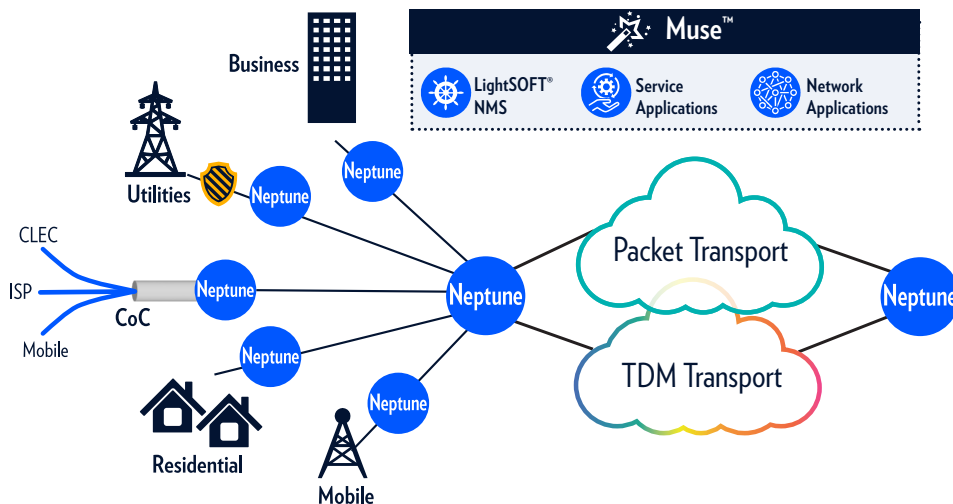 Muse™
LightSOFT®
NMS
Service
Applications
Network
Applications
Business
Utilities
Neptune
Neptune
CLEC
ISP
Mobile
CoC
Neptune
Neptune
Packet Transport
Neptune
TDM Transport
Neptune
Residential
Neptune
Mobile